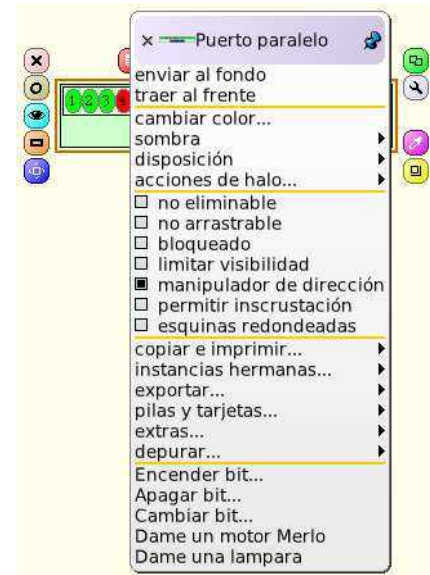 Puerto paralelo
enviar al fondo
traer al frente
cambiar color...
1 2 3 4
sombra
disposición
acciones de halo...
no eliminable
no arrastrable
bloqueado
limitar visibilidad
manipulador de dirección
permitir inscrustación
esquinas redondeadas
copiar e imprimir...
instancias hermanas...
exportar...
pilas y tarjetas...
extras...
depurar...
Encender bit...
Apagar bit...
Cambiar bit...
Dame un motor Merlo
Dame una lampara